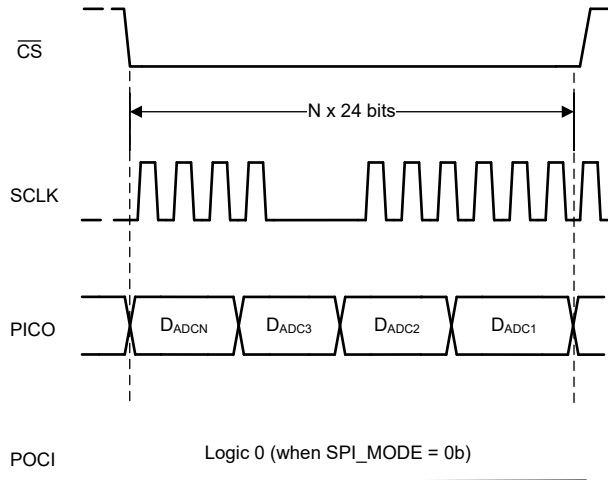 CS
N x 24 bits
SCLK
PICO
DADCN
DADC3
DADC2
DADC1
POCI
Logic 0 (when SPI_MODE = 0b)